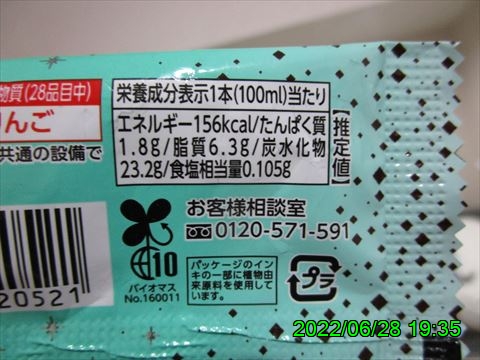 物質(28品目中)
りんご
共通の設備で
栄養成分表示1本(100ml)当たり
エネルギー156kcal/たんぱく質
1.8g/脂質6.3g/炭水化物
23.2g/食塩相当量0.105g
推定値
お客様相談室
0120-571-591
10
バイオマス
No.160011
パッケージのイン
キの一部に植物由
来原料を使用して
います。
プラ
20521
2022/06/28 19:35